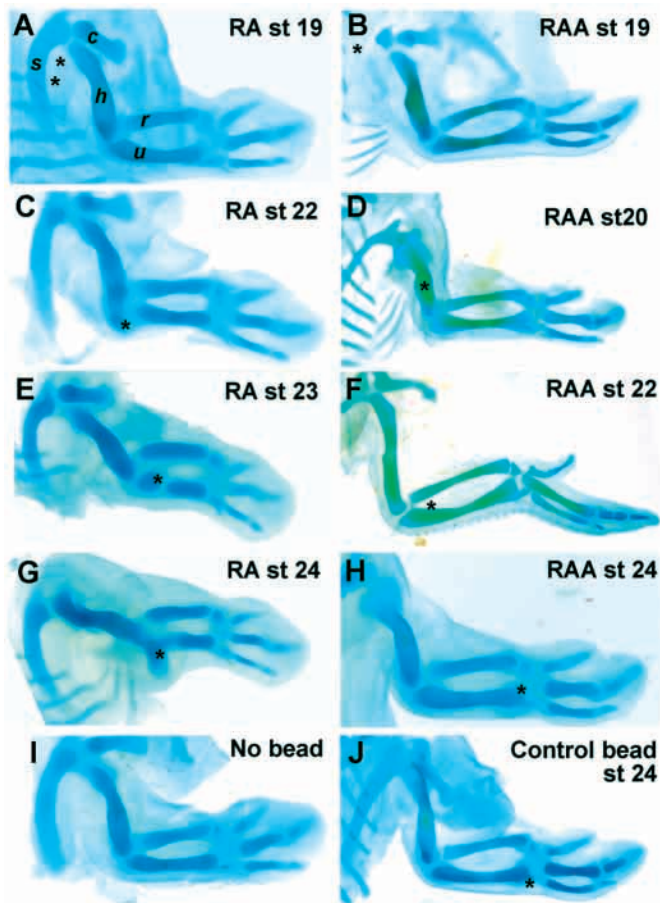 A RA st 19
c
s * *
h
r
u
B RAA st 19
*
C RA st 22
*
D RAA st20
*
E RA st 23
*
F RAA st 22
*
G RA st 24
*
H RAA st 24
*
I No bead
J Control bead
st 24
*